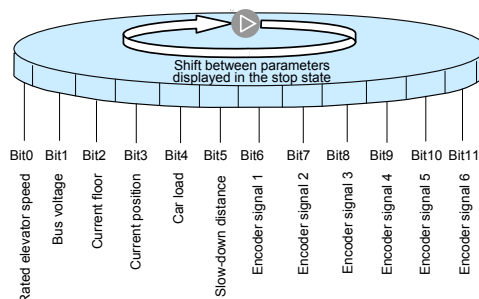 Shift between parameters
displayed in the stop state
Bit0
Bit1
Bit2
Bit3
Bit4
Bit5
Bit6
Bit7
Bit8
Bit9
Bit10
Bit11
Rated elevator speed
Bus voltage
Current floor
Current position
Car load
Slow-down distance
Encoder signal 1
Encoder signal 2
Encoder signal 3
Encoder signal 4
Encoder signal 5
Encoder signal 6